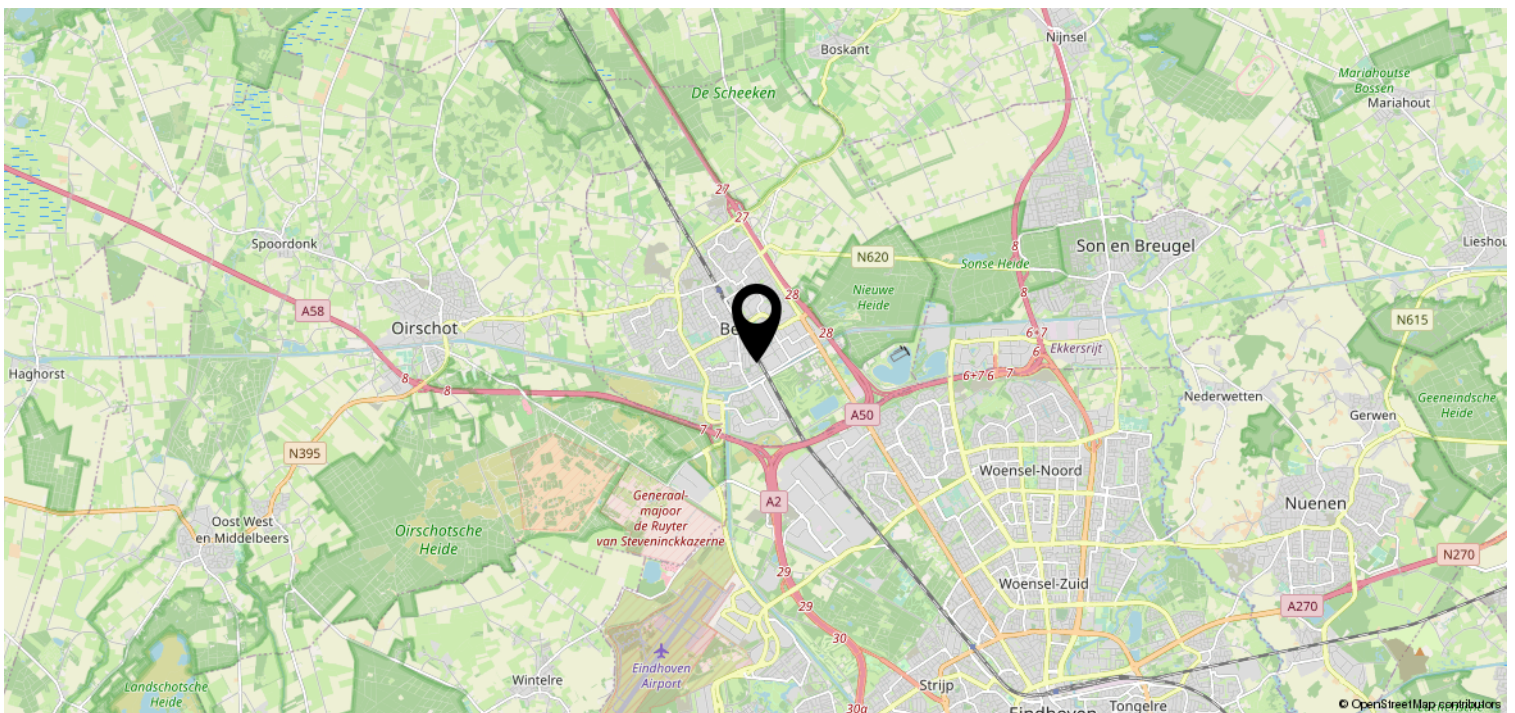 Boskant
Nijnsel
Mariahoutse
Bossen
Mariahout
De Scheeken
27
27
Spoordonk
8
Son en Breugel
Lieshou
N620
Sonse Heide
Nieuwe
Heide
28
8
A58
Oirschot
Be
28
6+7
N615
6
Ekkersrijt
Haghorst
8
8
6+7
6
7
Nederwetten
Geeneindsche
Heide
A50
Gerwen
7
7
N395
Woensel-Noord
Generaal-
majoor
de Ruyter
van Steveninckkazerne
A2
Nuenen
Oost West
en Middelbeers
Oirschotsche
Heide
N270
29
Woensel-Zuid
29
A270
30
Eindhoven
Airport
Landschotsche
Heide
Wintelre
Strijp
30a
Eindhoven
Tongelre
© OpenStreetMap contributors